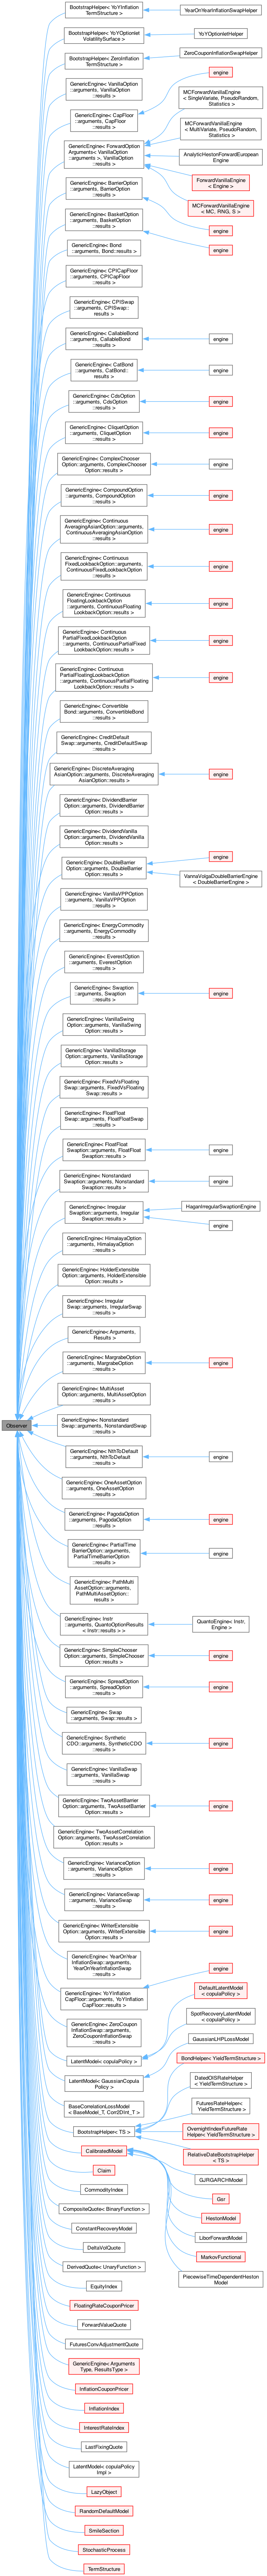 BootstrapHelper< YoYInflation
TermStructure >
YearOnYearInflationSwapHelper
BootstrapHelper< YoYOptionlet
VolatilitySurface >
YoYOptionletHelper
BootstrapHelper< ZeroInflation
TermStructure >
ZeroCouponInflationSwapHelper
GenericEngine< VanillaOption
::arguments, VanillaOption
::results >
GenericEngine< CapFloor
::arguments, CapFloor
::results >
engine
GenericEngine< ForwardOption
Arguments< VanillaOption
::arguments >, VanillaOption
::results >
MCForwardVanillaEngine
< SingleVariate, PseudoRandom,
Statistics >
MCForwardVanillaEngine
< MultiVariate, PseudoRandom,
Statistics >
AnalyticHestonForwardEuropean
Engine
ForwardVanillaEngine
< Engine >
MCForwardVanillaEngine
< MC, RNG, S >
GenericEngine< BarrierOption
::arguments, BarrierOption
::results >
engine
GenericEngine< BasketOption
::arguments, BasketOption
::results >
engine
GenericEngine< Bond
::arguments, Bond::results >
GenericEngine< CPICapFloor
::arguments, CPICapFloor
::results >
GenericEngine< CPISwap
::arguments, CPISwap::
results >
GenericEngine< CallableBond
::arguments, CallableBond
::results >
engine
GenericEngine< CatBond
::arguments, CatBond::
results >
engine
GenericEngine< CdsOption
::arguments, CdsOption
::results >
engine
GenericEngine< CliquetOption
::arguments, CliquetOption
::results >
engine
GenericEngine< ComplexChooser
Option::arguments, ComplexChooser
Option::results >
engine
GenericEngine< CompoundOption
::arguments, CompoundOption
::results >
engine
GenericEngine< Continuous
AveragingAsianOption::arguments,
ContinuousAveragingAsianOption
::results >
engine
GenericEngine< Continuous
FixedLookbackOption::arguments,
ContinuousFixedLookbackOption
::results >
engine
GenericEngine< Continuous
FloatingLookbackOption
::arguments, ContinuousFloating
LookbackOption::results >
engine
GenericEngine< Continuous
PartialFixedLookbackOption
::arguments, ContinuousPartialFixed
LookbackOption::results >
engine
GenericEngine< Continuous
PartialFloatingLookbackOption
::arguments, ContinuousPartialFloating
LookbackOption::results >
engine
GenericEngine< Convertible
Bond::arguments, ConvertibleBond
::results >
GenericEngine< CreditDefault
Swap::arguments, CreditDefaultSwap
::results >
GenericEngine< DiscreteAveraging
AsianOption::arguments, DiscreteAveraging
AsianOption::results >
engine
GenericEngine< DividendBarrier
Option::arguments, DividendBarrier
Option::results >
GenericEngine< DividendVanilla
Option::arguments, DividendVanilla
Option::results >
GenericEngine< DoubleBarrier
Option::arguments, DoubleBarrier
Option::results >
engine
VannaVolgaDoubleBarrierEngine
< DoubleBarrierEngine >
GenericEngine< VanillaVPPOption
::arguments, VanillaVPPOption
::results >
GenericEngine< EnergyCommodity
::arguments, EnergyCommodity
::results >
GenericEngine< EverestOption
::arguments, EverestOption
::results >
GenericEngine< Swaption
::arguments, Swaption
::results >
engine
GenericEngine< VanillaSwing
Option::arguments, VanillaSwing
Option::results >
GenericEngine< VanillaStorage
Option::arguments, VanillaStorage
Option::results >
GenericEngine< FixedVsFloating
Swap::arguments, FixedVsFloating
Swap::results >
GenericEngine< FloatFloat
Swap::arguments, FloatFloatSwap
::results >
GenericEngine< FloatFloat
Swaption::arguments, FloatFloat
Swaption::results >
engine
GenericEngine< Nonstandard
Swaption::arguments, Nonstandard
Swaption::results >
engine
GenericEngine< Irregular
Swaption::arguments, Irregular
Swaption::results >
HaganIrregularSwaptionEngine
engine
GenericEngine< HimalayaOption
::arguments, HimalayaOption
::results >
GenericEngine< HolderExtensible
Option::arguments, HolderExtensible
Option::results >
GenericEngine< Irregular
Swap::arguments, IrregularSwap
::results >
GenericEngine< Arguments,
Results >
GenericEngine< MargrabeOption
::arguments, MargrabeOption
::results >
engine
GenericEngine< MultiAsset
Option::arguments, MultiAssetOption
::results >
Observer
GenericEngine< Nonstandard
Swap::arguments, NonstandardSwap
::results >
GenericEngine< NthToDefault
::arguments, NthToDefault
::results >
engine
GenericEngine< OneAssetOption
::arguments, OneAssetOption
::results >
GenericEngine< PagodaOption
::arguments, PagodaOption
::results >
engine
GenericEngine< PartialTime
BarrierOption::arguments,
PartialTimeBarrierOption
::results >
engine
GenericEngine< PathMulti
AssetOption::arguments,
PathMultiAssetOption::
results >
GenericEngine< Instr
::arguments, QuantoOptionResults
< Instr::results > >
QuantoEngine< Instr,
Engine >
GenericEngine< SimpleChooser
Option::arguments, SimpleChooser
Option::results >
engine
GenericEngine< SpreadOption
::arguments, SpreadOption
::results >
engine
GenericEngine< Swap
::arguments, Swap::results >
GenericEngine< Synthetic
CDO::arguments, SyntheticCDO
::results >
engine
GenericEngine< VanillaSwap
::arguments, VanillaSwap
::results >
GenericEngine< TwoAssetBarrier
Option::arguments, TwoAssetBarrier
Option::results >
engine
GenericEngine< TwoAssetCorrelation
Option::arguments, TwoAssetCorrelation
Option::results >
GenericEngine< VarianceOption
::arguments, VarianceOption
::results >
engine
GenericEngine< VarianceSwap
::arguments, VarianceSwap
::results >
engine
GenericEngine< WriterExtensible
Option::arguments, WriterExtensible
Option::results >
engine
GenericEngine< YearOnYear
InflationSwap::arguments,
YearOnYearInflationSwap
::results >
GenericEngine< YoYInflation
CapFloor::arguments, YoYInflation
CapFloor::results >
engine
GenericEngine< ZeroCoupon
InflationSwap::arguments,
ZeroCouponInflationSwap
::results >
LatentModel< copulaPolicy >
DefaultLatentModel
< copulaPolicy >
SpotRecoveryLatentModel
< copulaPolicy >
LatentModel< GaussianCopula
Policy >
GaussianLHPLossModel
BaseCorrelationLossModel
< BaseModel_T, Corr2DInt_T >
BootstrapHelper< TS >
BondHelper< YieldTermStructure >
DatedOISRateHelper
< YieldTermStructure >
FuturesRateHelper<
YieldTermStructure >
OvernightIndexFutureRate
Helper< YieldTermStructure >
RelativeDateBootstrapHelper
< TS >
CalibratedModel
GJRGARCHModel
Gsr
HestonModel
LiborForwardModel
MarkovFunctional
PiecewiseTimeDependentHeston
Model
Claim
CommodityIndex
CompositeQuote< BinaryFunction >
ConstantRecoveryModel
DeltaVolQuote
DerivedQuote< UnaryFunction >
EquityIndex
FloatingRateCouponPricer
ForwardValueQuote
FuturesConvAdjustmentQuote
GenericEngine< Arguments
Type, ResultsType >
InflationCouponPricer
InflationIndex
InterestRateIndex
LastFixingQuote
LatentModel< copulaPolicy
Impl >
LazyObject
RandomDefaultModel
SmileSection
StochasticProcess
TermStructure